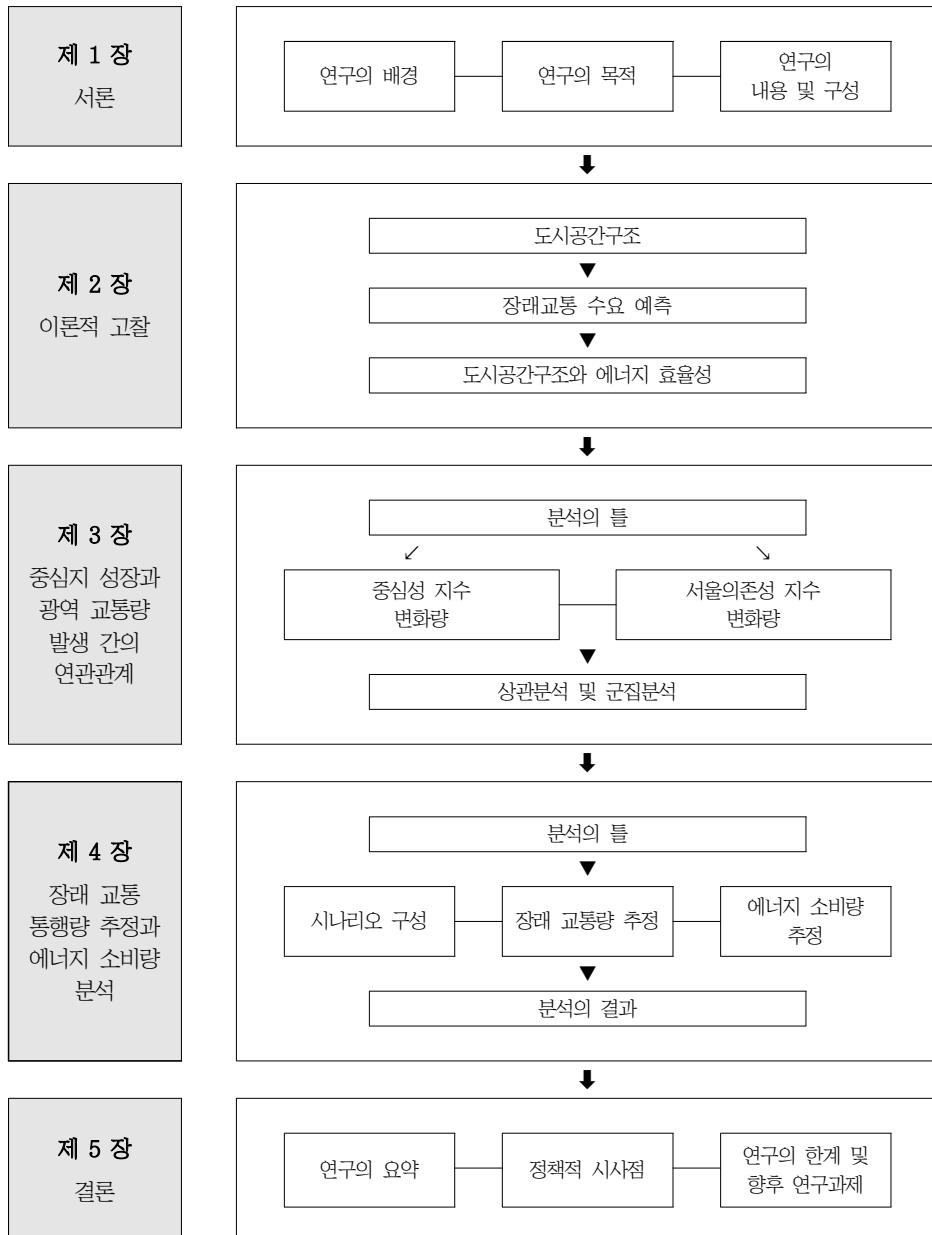 제 1 장
서론
연구의 배경
연구의 목적
연구의
내용 및 구성
제 2 장
이론적 고찰
도시공간구조
장래교통 수요 예측
도시공간구조와 에너지 효율성
제 3 장
중심지 성장과
광역 교통량
발생 간의
연관관계
분석의 틀
중심성 지수
변화량
서울의존성 지수
변화량
상관분석 및 군집분석
제 4 장
장래 교통
통행량 추정과
에너지 소비량
분석
분석의 틀
시나리오 구성
장래 교통량 추정
에너지 소비량
추정
분석의 결과
제 5 장
결론
연구의 요약
정책적 시사점
연구의 한계 및
향후 연구과제